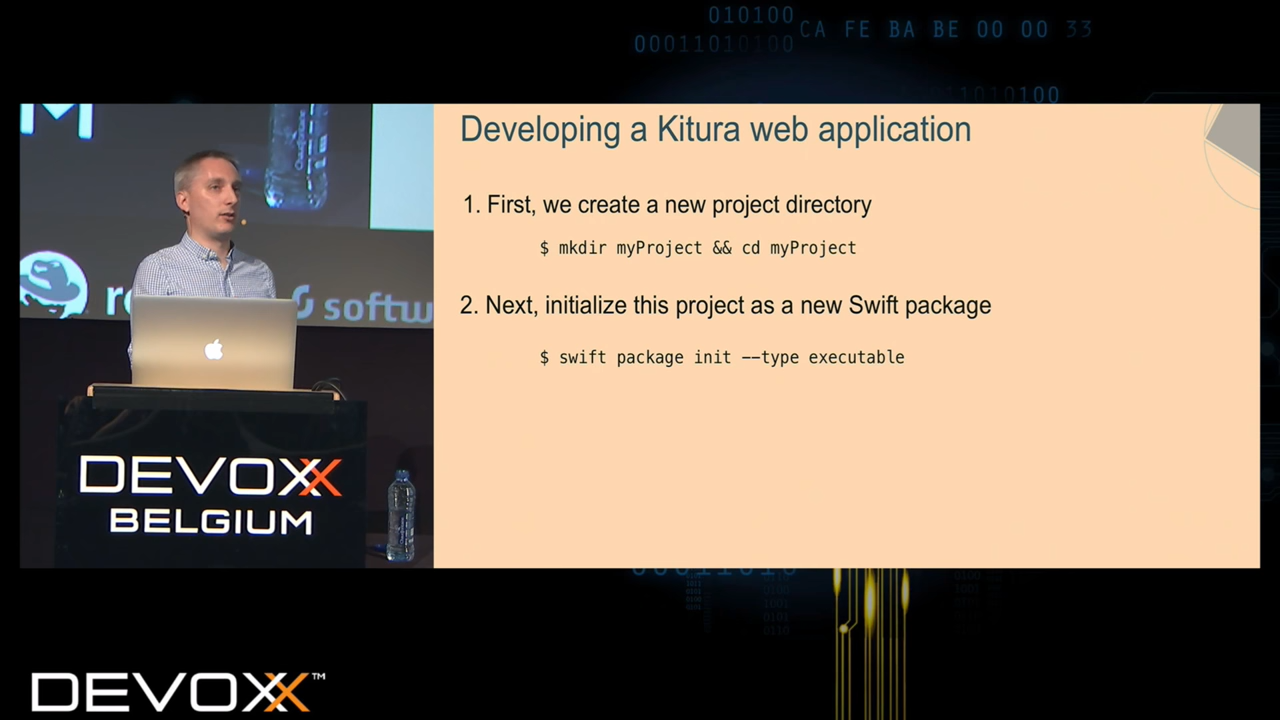 010100
00011010100
CA FE BA BE 00 00 33
11010100
Developing a Kitura web application
1. First, we create a new project directory
$ mkdir myProject && cd myProject
2. Next, initialize this project as a new Swift package
$ swift package init --type executable
softw
DEVOXX
BELGIUM
DEVOXX™